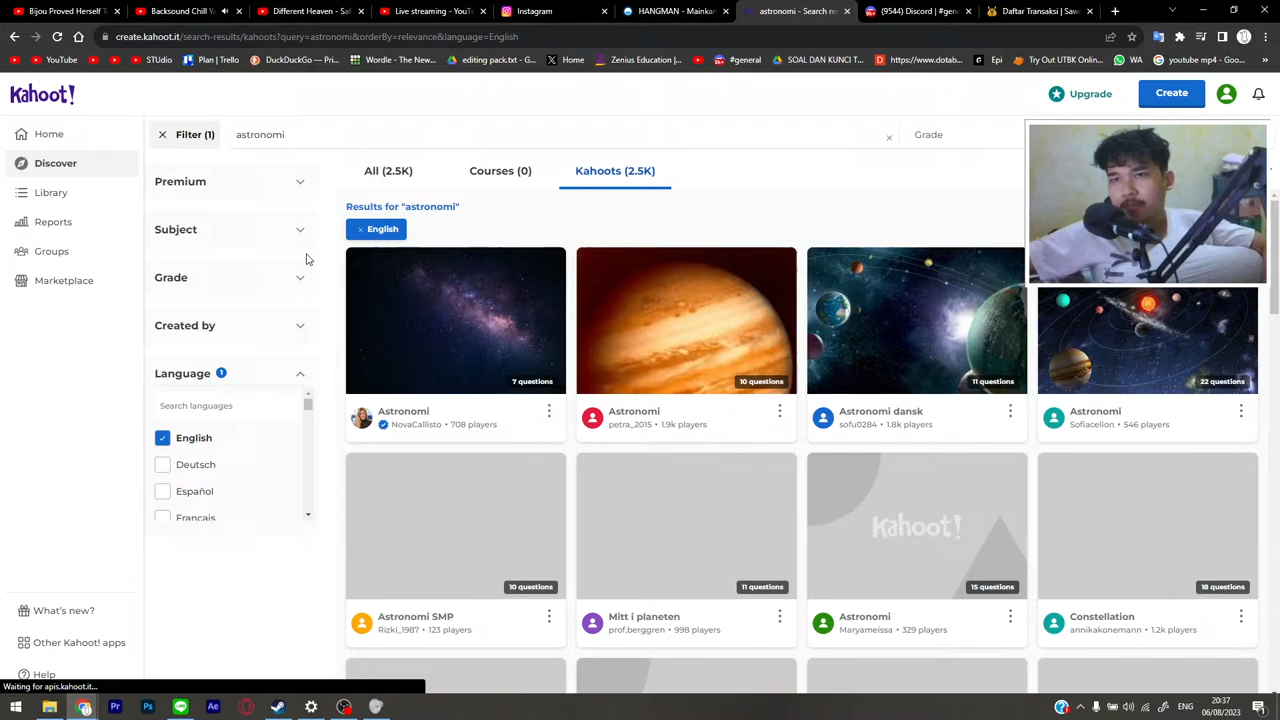 Bijou Proved Herself T
Backsound Chill Y
Different Heaven - Saf
Live streaming - YouTu
Instagram
HANGMAN - Mainkan
astronomi - Search res
(9544) Discord | #gene
Daftar Transaksi | Sawe
create.kahoot.it/search-results/kahoots?query=astronomi&orderBy=relevance&language=English
YouTube
STUdio
Plan | Trello
DuckDuckGo — Priv...
Wordle - The New...
editing pack.txt - G...
Home
Zenius Education |...
#general
SOAL DAN KUNCI T...
https://www.dotab...
Epi
Try Out UTBK Onlin...
WA
youtube mp4 - Goo...
Kahoot!
Upgrade
Create
Home
Discover
Library
Reports
Groups
Marketplace
Filter (1)
astronomi
Grade
Premium
Subject
Grade
Created by
Language 1
Search languages
English
Deutsch
Español
Français
All (2.5K)
Courses (0)
Kahoots (2.5K)
Results for "astronomi"
× English
7 questions
10 questions
11 questions
22 questions
Astronomi
NovaCallisto • 708 players
Astronomi
petra_2015 • 1.9k players
Astronomi dansk
sofu0284 • 1.8k players
Astronomi
Sofiacelion • 546 players
Kahoot!
10 questions
11 questions
15 questions
18 questions
Astronomi SMP
Rizki_1987 • 123 players
Mitt i planeten
prof.berggren • 998 players
Astronomi
Maryameissa • 329 players
Constellation
annikakonemann • 1.2k players
What's new?
Other Kahoot! apps
Help
Waiting for apis.kahoot.it...
20:37
06/08/2023